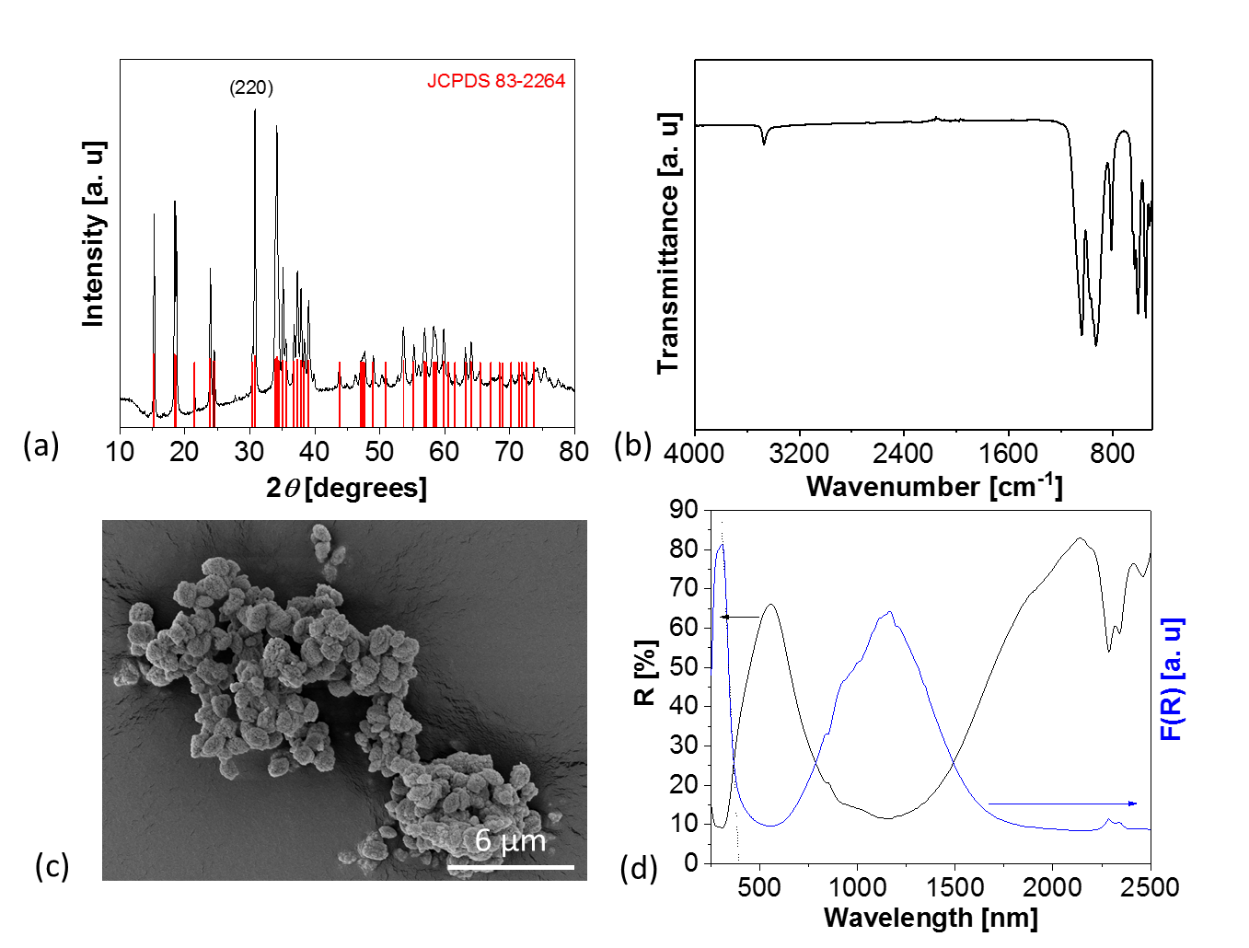 JCPDS 83-2264
(220)
Intensity [a. u]
(a)
10 20 30 40 50 60 70 80
2θ [degrees]
Transmittance [a. u]
(b)
4000 3200 2400 1600 800
Wavenumber [cm-1]
6 µm
(c)
90
80
70
60
50
40
30
20
10
0
R [%]
F(R) [a. u]
(d)
500 1000 1500 2000 2500
Wavelength [nm]